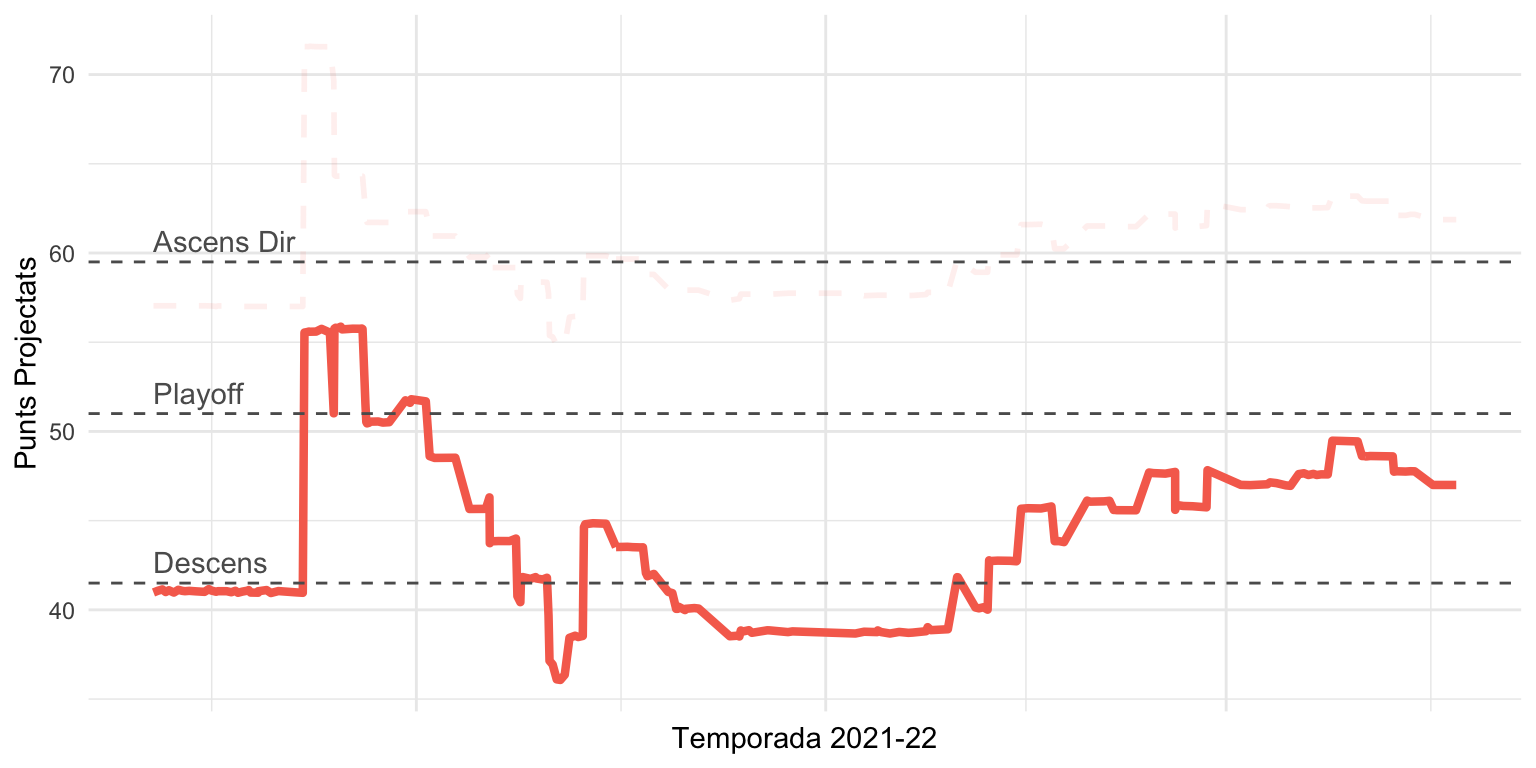 70
60
50
40
Punts Projectats
Ascens Dir
Playoff
Descens
Temporada 2021-22